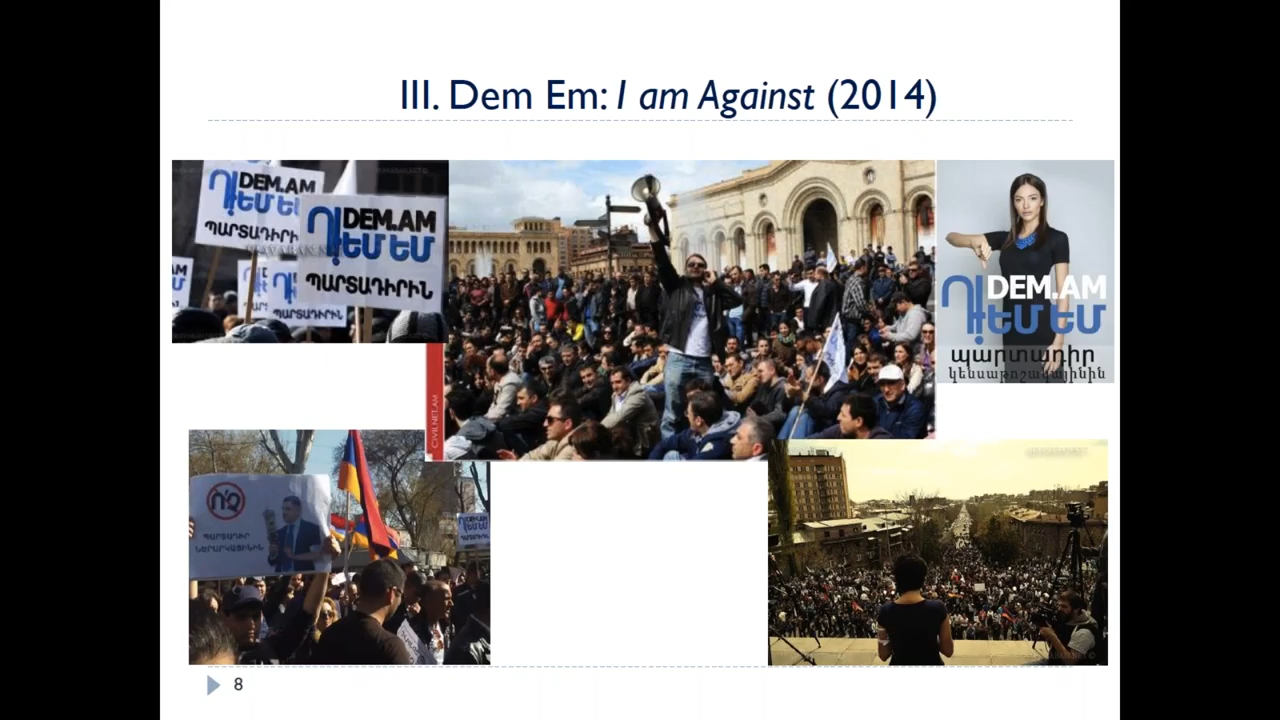 III. Dem Em: I am Against (2014)
DEM.AM
ԴԵՄ ԵՄ
ՊԱՐՏԱԴԻՐԻՆ
DEM.AM
ԴԵՄ ԵՄ
ՊԱՐՏԱԴԻՐԻՆ
CIVILNET.AM
DEM.AM
ԴԵՄ ԵՄ
պարտադիր
կենսաթոշակայինին
ՈՉ
ՊԱՐՏԱԴԻՐ
DEM.AM
ԴԵՄ ԵՄ
8